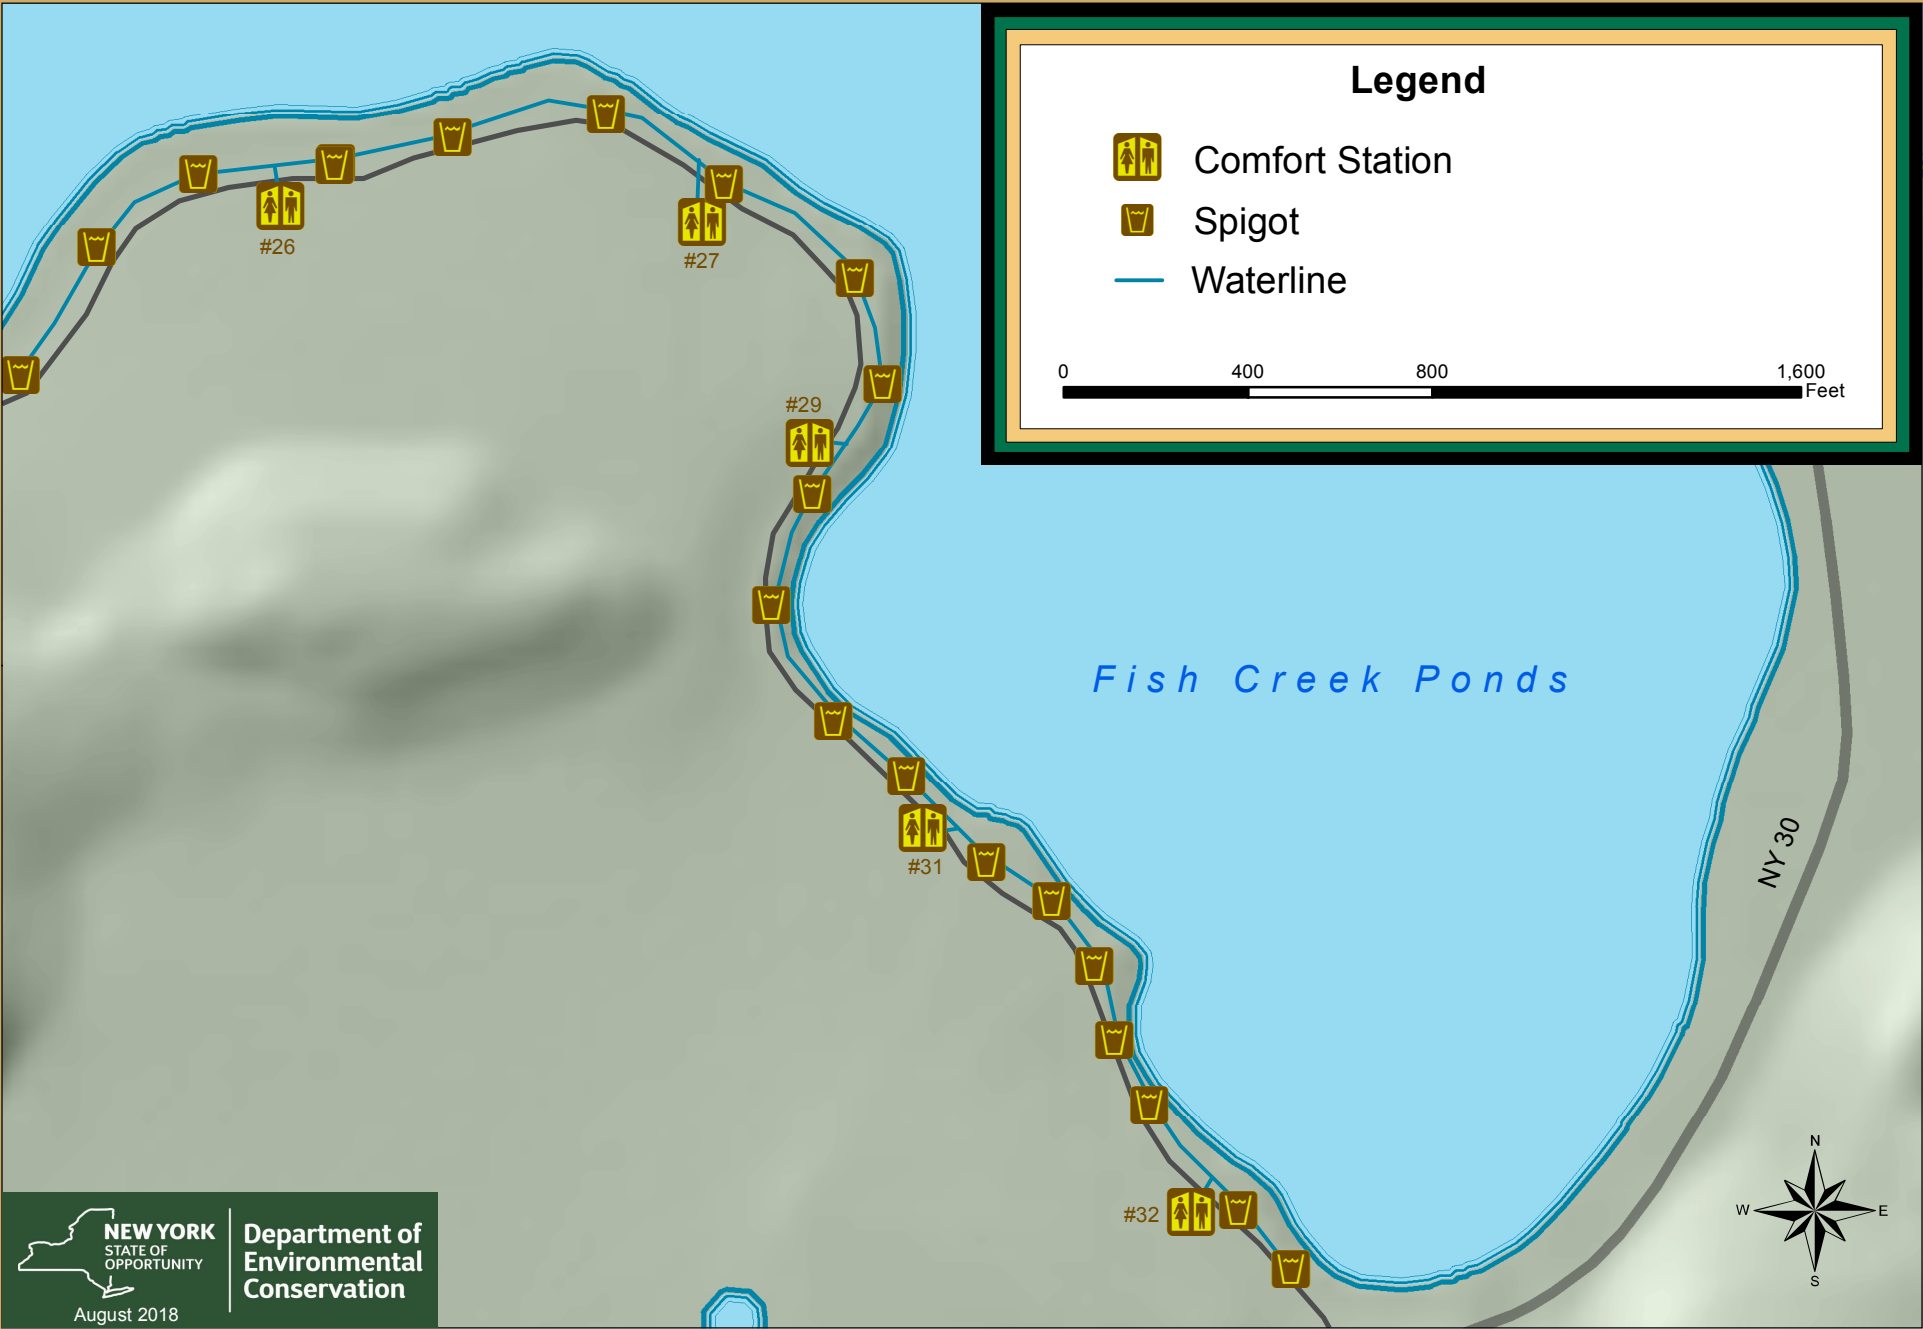 Legend
Comfort Station
Spigot
Waterline
0 400 800 1,600
Feet
#26
#27
#29
Fish Creek Ponds
NY 30
#31
#32
N
W E
S
NEW YORK
STATE OF
OPPORTUNITY
Department of
Environmental
Conservation
August 2018